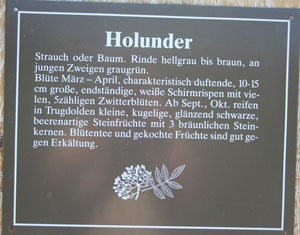 Holunder
Strauch oder Baum. Rinde hellgrau bis braun, an
jungen Zweigen graugrün.
Blüte März – April, charakteristisch duftende, 10-15
cm große, endständige, weiße Schirmrispen mit vie-
len, 5zähligen Zwitterblüten. Ab Sept., Okt. reifen
in Trugdolden kleine, kugelige, glänzend schwarze,
beerenartige Steinfrüchte mit 3 bräunlichen Stein-
kernen. Blütentee und gekochte Früchte sind gut ge-
gen Erkältung.